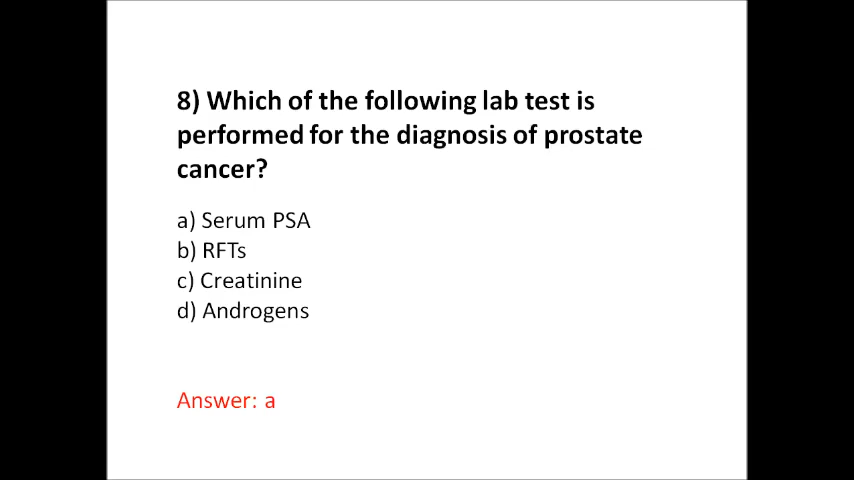 8) Which of the following lab test is
performed for the diagnosis of prostate
cancer?
a) Serum PSA
b) RFTs
c) Creatinine
d) Androgens
Answer: a